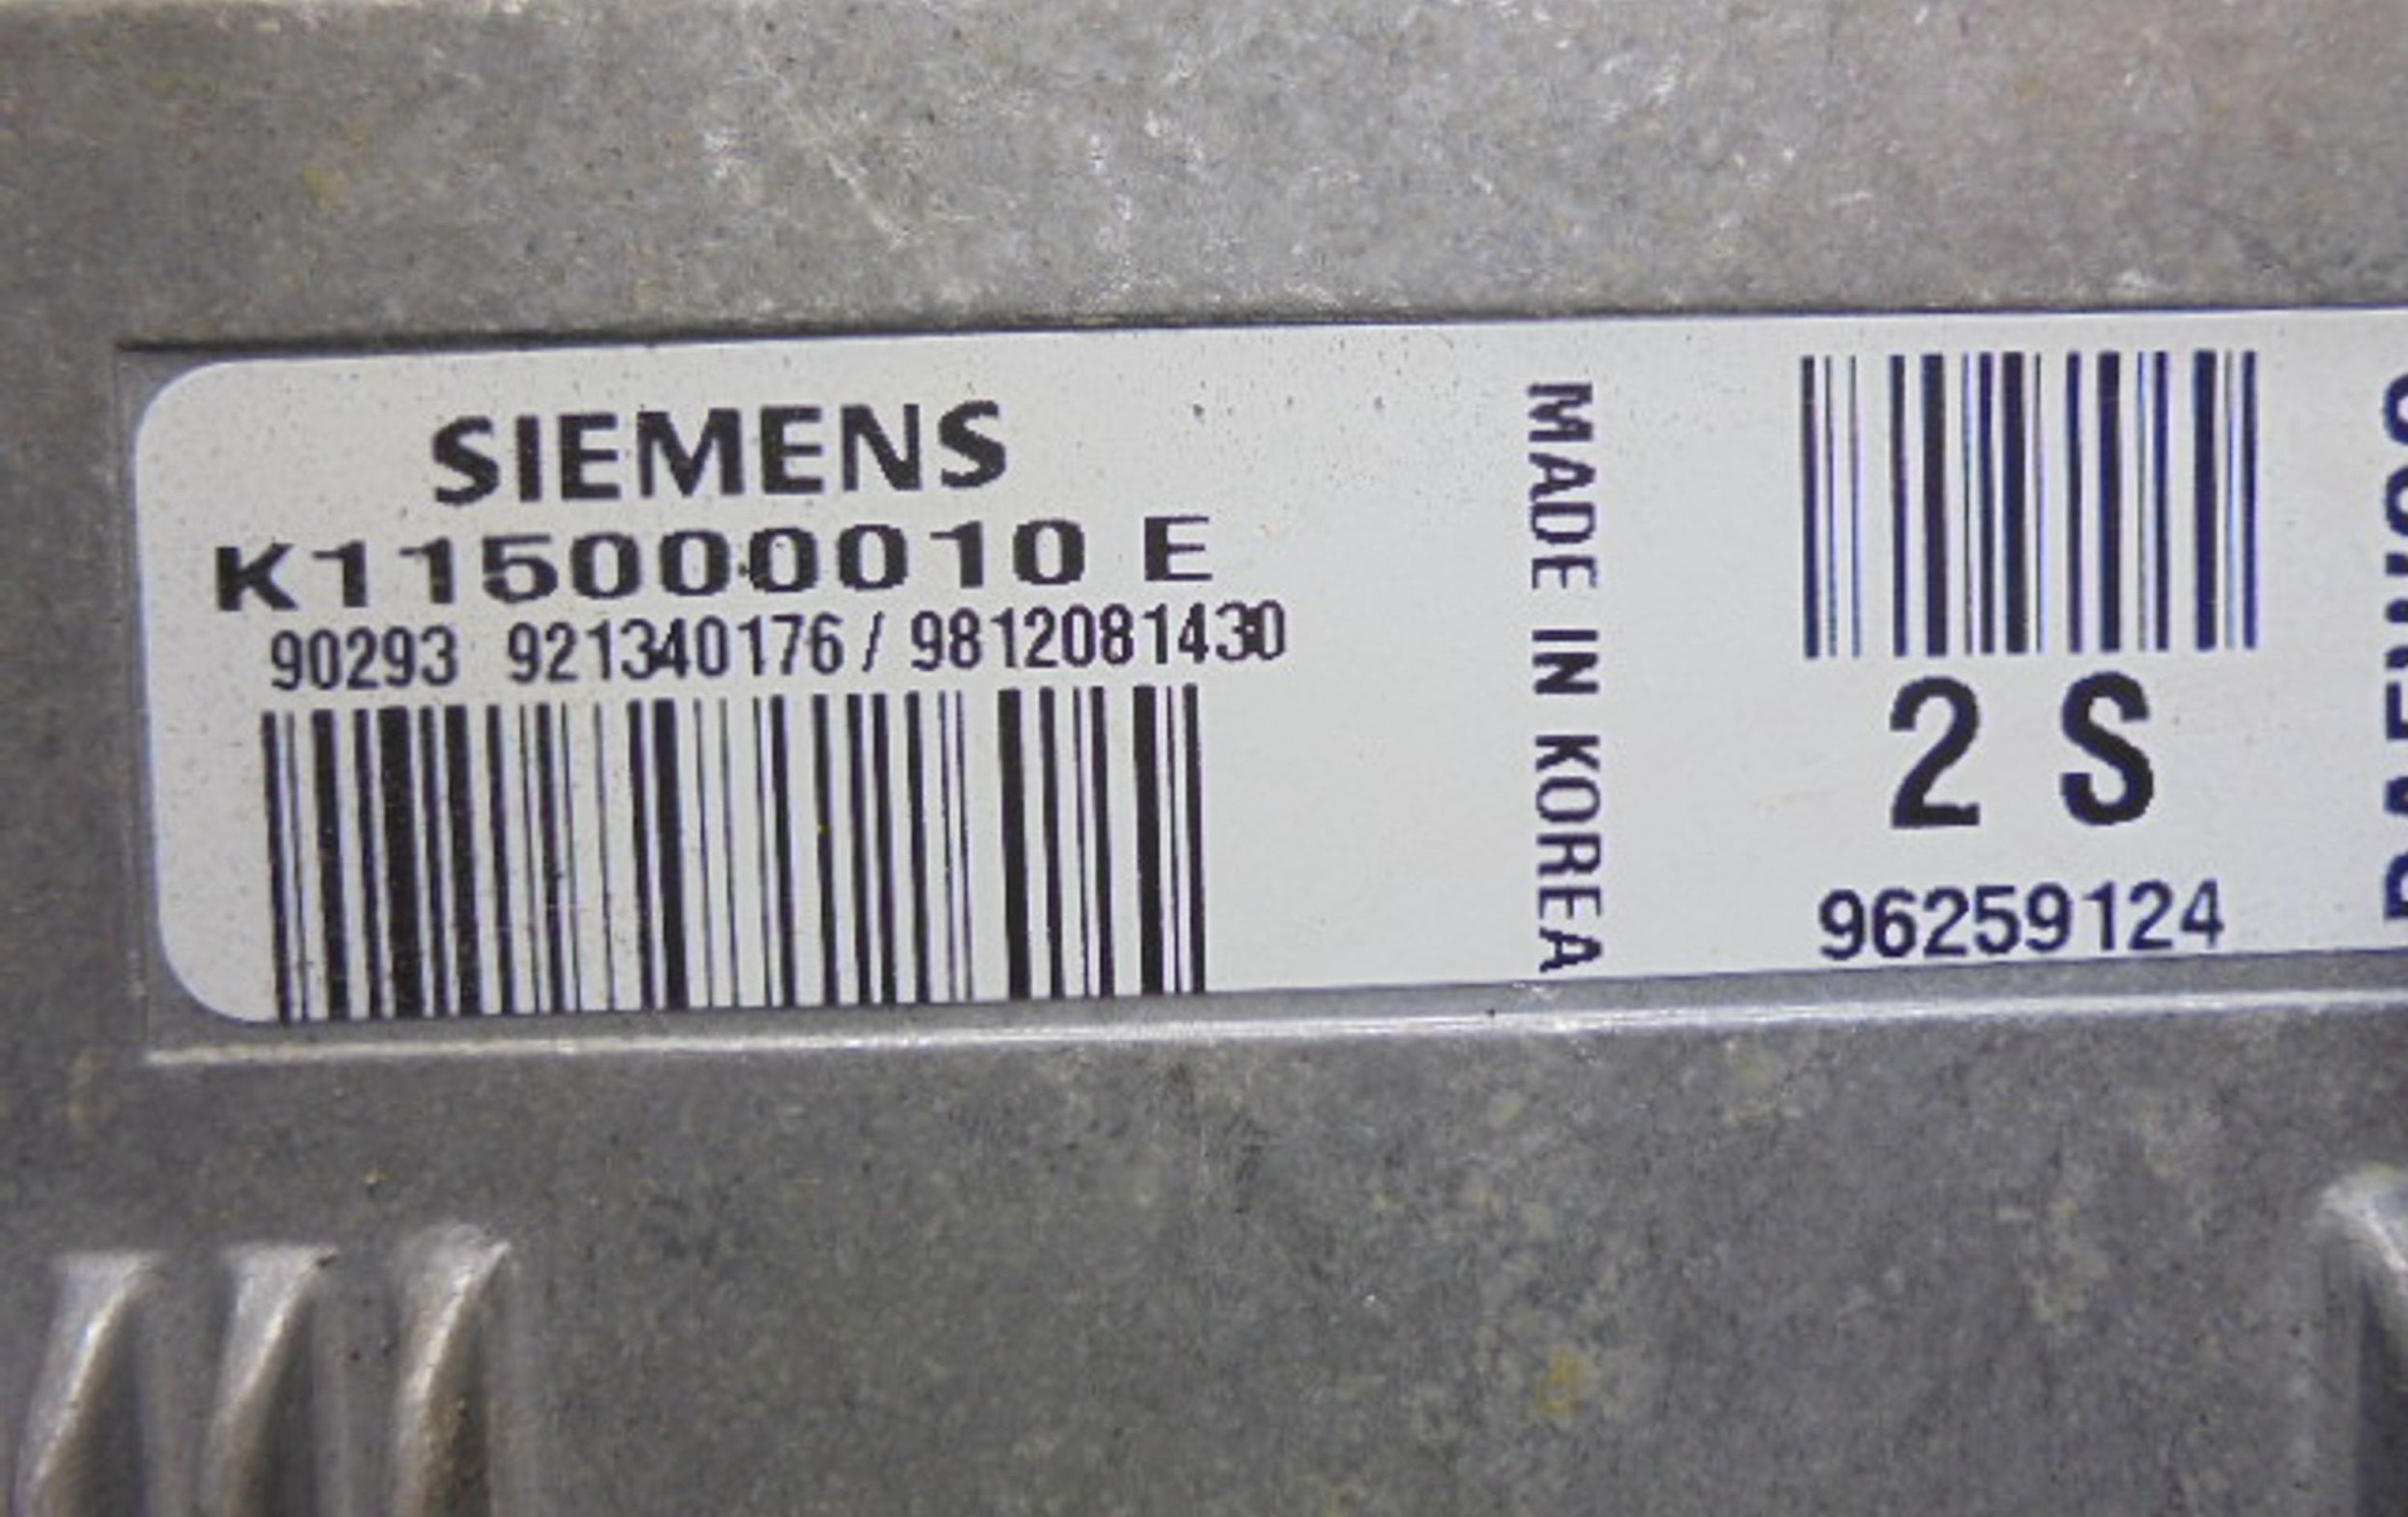 SIEMENS
K115000010 E
90293 921340176 / 9812081430
MADE IN KOREA
2 S
96259124